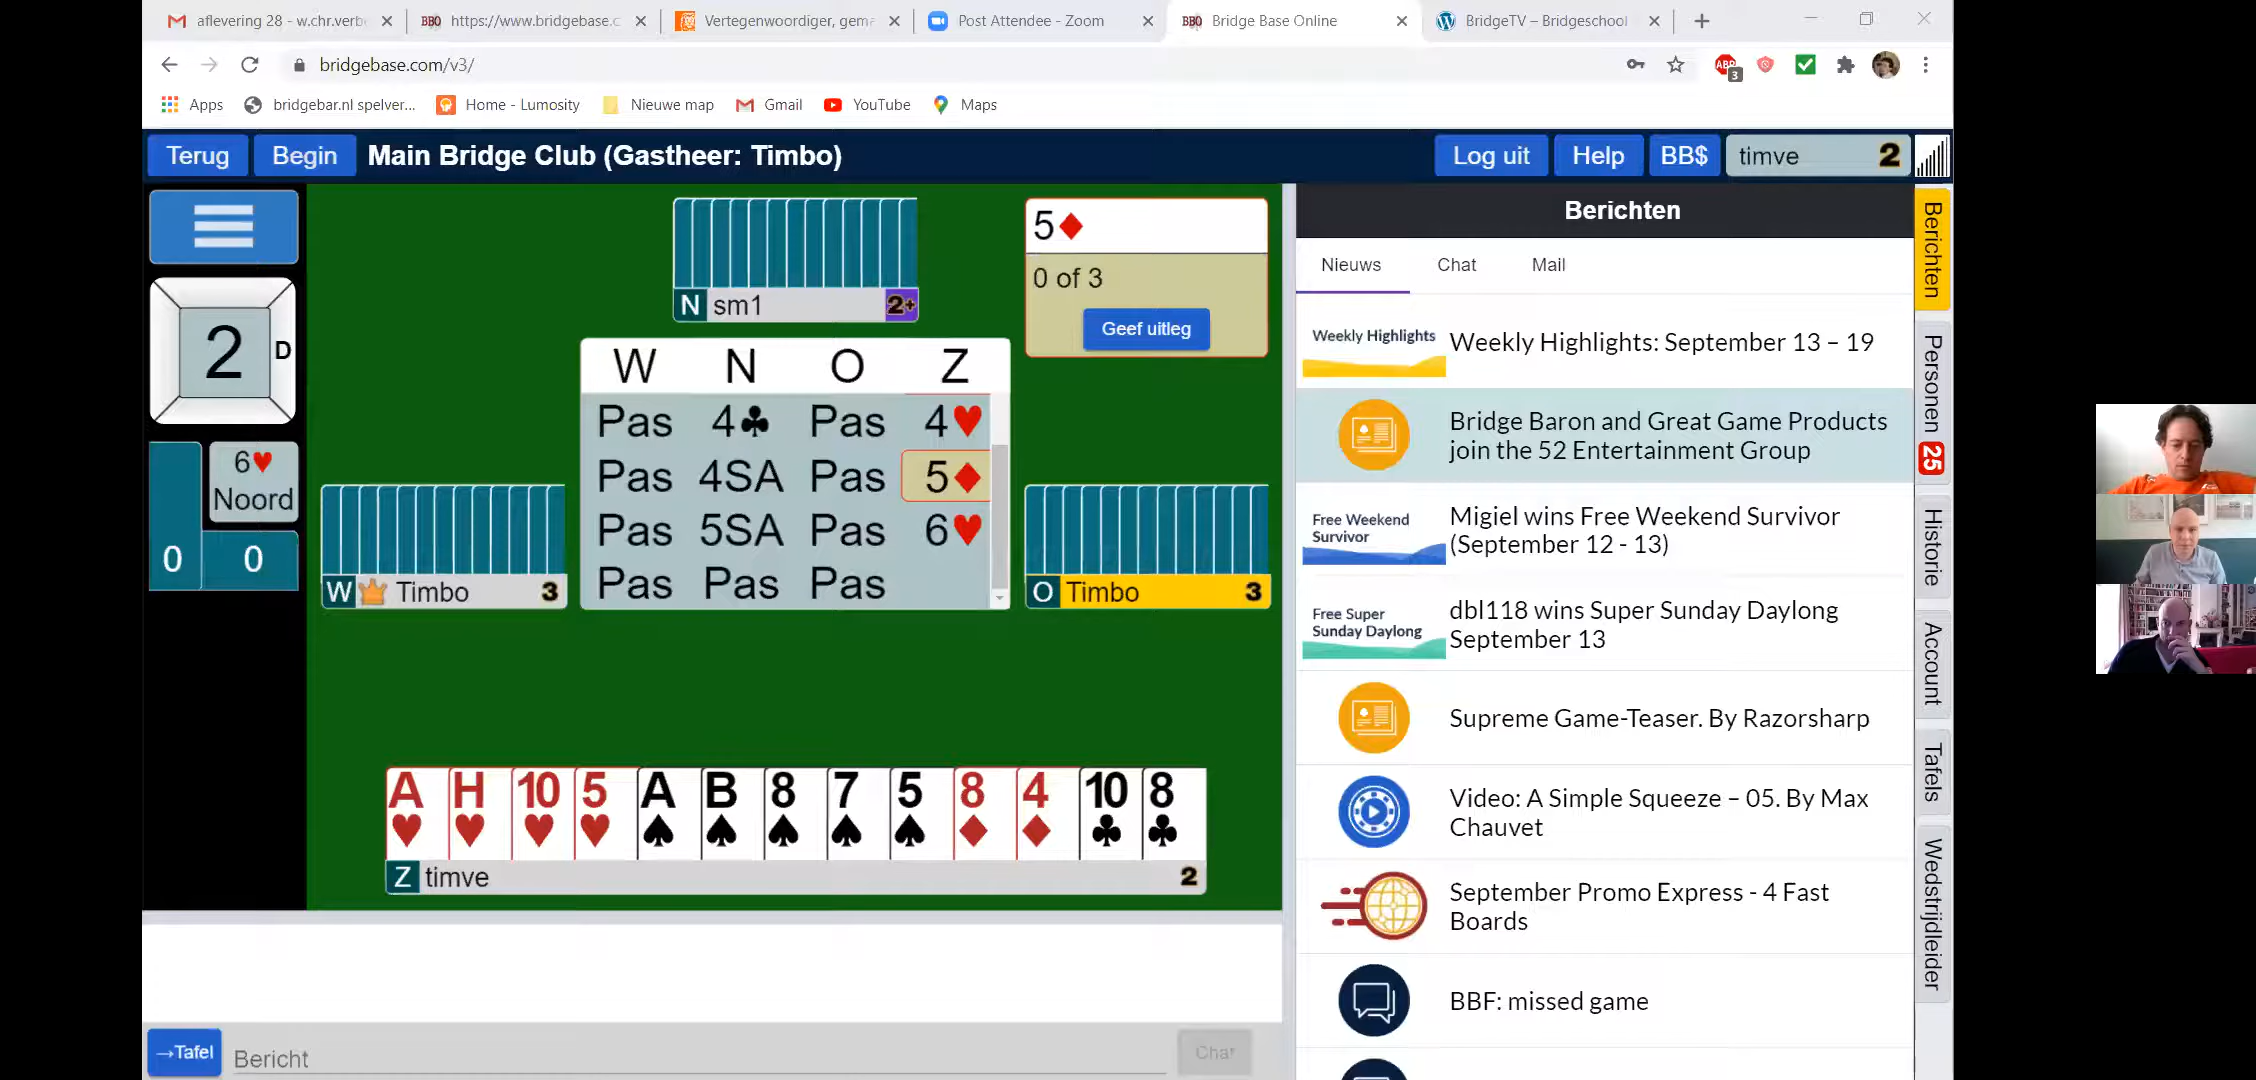 aflevering 28 - w.chr.verb
https://www.bridgebase.c
Vertegenwoordiger, gema
Post Attendee - Zoom
BBO Bridge Base Online
BridgeTV – Bridgeschool
bridgebase.com/v3/
ABP 3
Apps
bridgebar.nl spelver...
Home - Lumosity
Nieuwe map
Gmail
YouTube
Maps
Terug
Begin
Main Bridge Club (Gastheer: Timbo)
Log uit
Help
BB$
timve 2
2 D
6♥
Noord
0 0
N sm1 2+
5♦
0 of 3
Geef uitleg
W N O Z
Pas 4♣ Pas 4♥
Pas 4SA Pas 5♦
Pas 5SA Pas 6♥
Pas Pas Pas
W Timbo 3
O Timbo 3
A♥ H♥ 10♥ 5♥ A♠ B♠ 8♠ 7♠ 5♠ 8♦ 4♦ 10♣ 8♣
Z timve 2
→Tafel
Bericht
Chat
Berichten
Nieuws
Chat
Mail
Weekly Highlights
Weekly Highlights: September 13 – 19
Bridge Baron and Great Game Products
join the 52 Entertainment Group
Free Weekend
Survivor
Migiel wins Free Weekend Survivor
(September 12 - 13)
Free Super
Sunday Daylong
dbl118 wins Super Sunday Daylong
September 13
Supreme Game-Teaser. By Razorsharp
Video: A Simple Squeeze – 05. By Max
Chauvet
September Promo Express - 4 Fast
Boards
BBF: missed game
Berichten
Personen 25
Historie
Account
Tafels
Wedstrijdleider